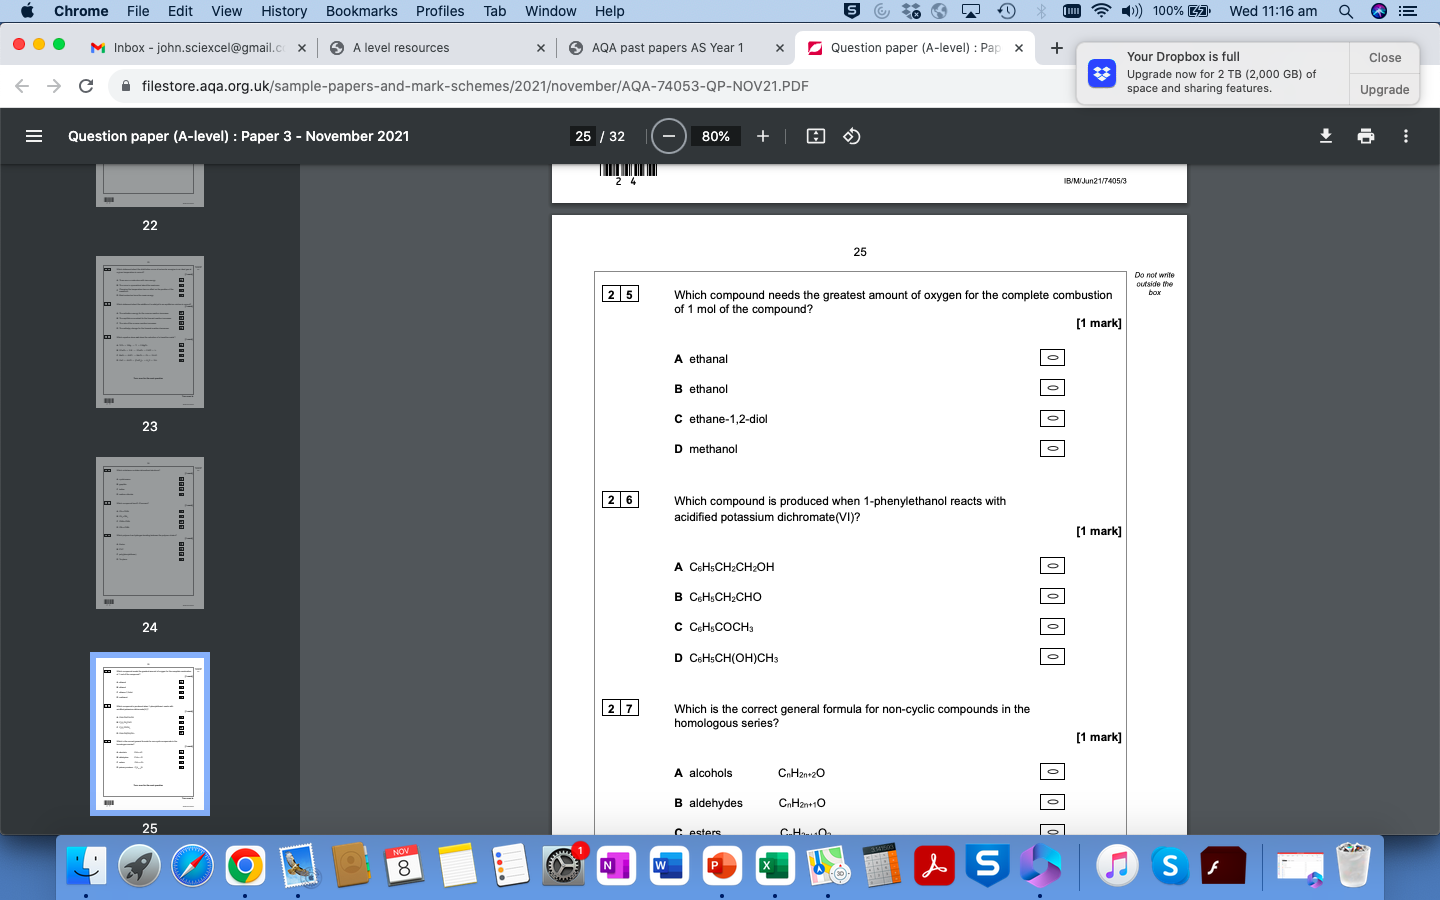 Chrome File Edit View History Bookmarks Profiles Tab Window Help 100% Wed 11:16 am
Inbox - john.sciexcel@gmail.c
A level resources
AQA past papers AS Year 1
Question paper (A-level) : Pap
Your Dropbox is full
Upgrade now for 2 TB (2,000 GB) of
space and sharing features.
Close
Upgrade
filestore.aqa.org.uk/sample-papers-and-mark-schemes/2021/november/AQA-74053-QP-NOV21.PDF
Question paper (A-level) : Paper 3 - November 2021
25 / 32
80%
22
23
24
25
2 4
IB/M/Jun21/7405/3
25
Do not write
outside the
box
2 5 Which compound needs the greatest amount of oxygen for the complete combustion
of 1 mol of the compound?
[1 mark]
A ethanal
B ethanol
C ethane-1,2-diol
D methanol
2 6 Which compound is produced when 1-phenylethanol reacts with
acidified potassium dichromate(VI)?
[1 mark]
A C₆H₅CH₂CH₂OH
B C₆H₅CH₂CHO
C C₆H₅COCH₃
D C₆H₅CH(OH)CH₃
2 7 Which is the correct general formula for non-cyclic compounds in the
homologous series?
[1 mark]
A alcohols CₙH₂ₙ₊₂O
B aldehydes CₙH₂ₙ₊₁O
C esters CₙH₂ₙ₊₁O₂
NOV
8
1